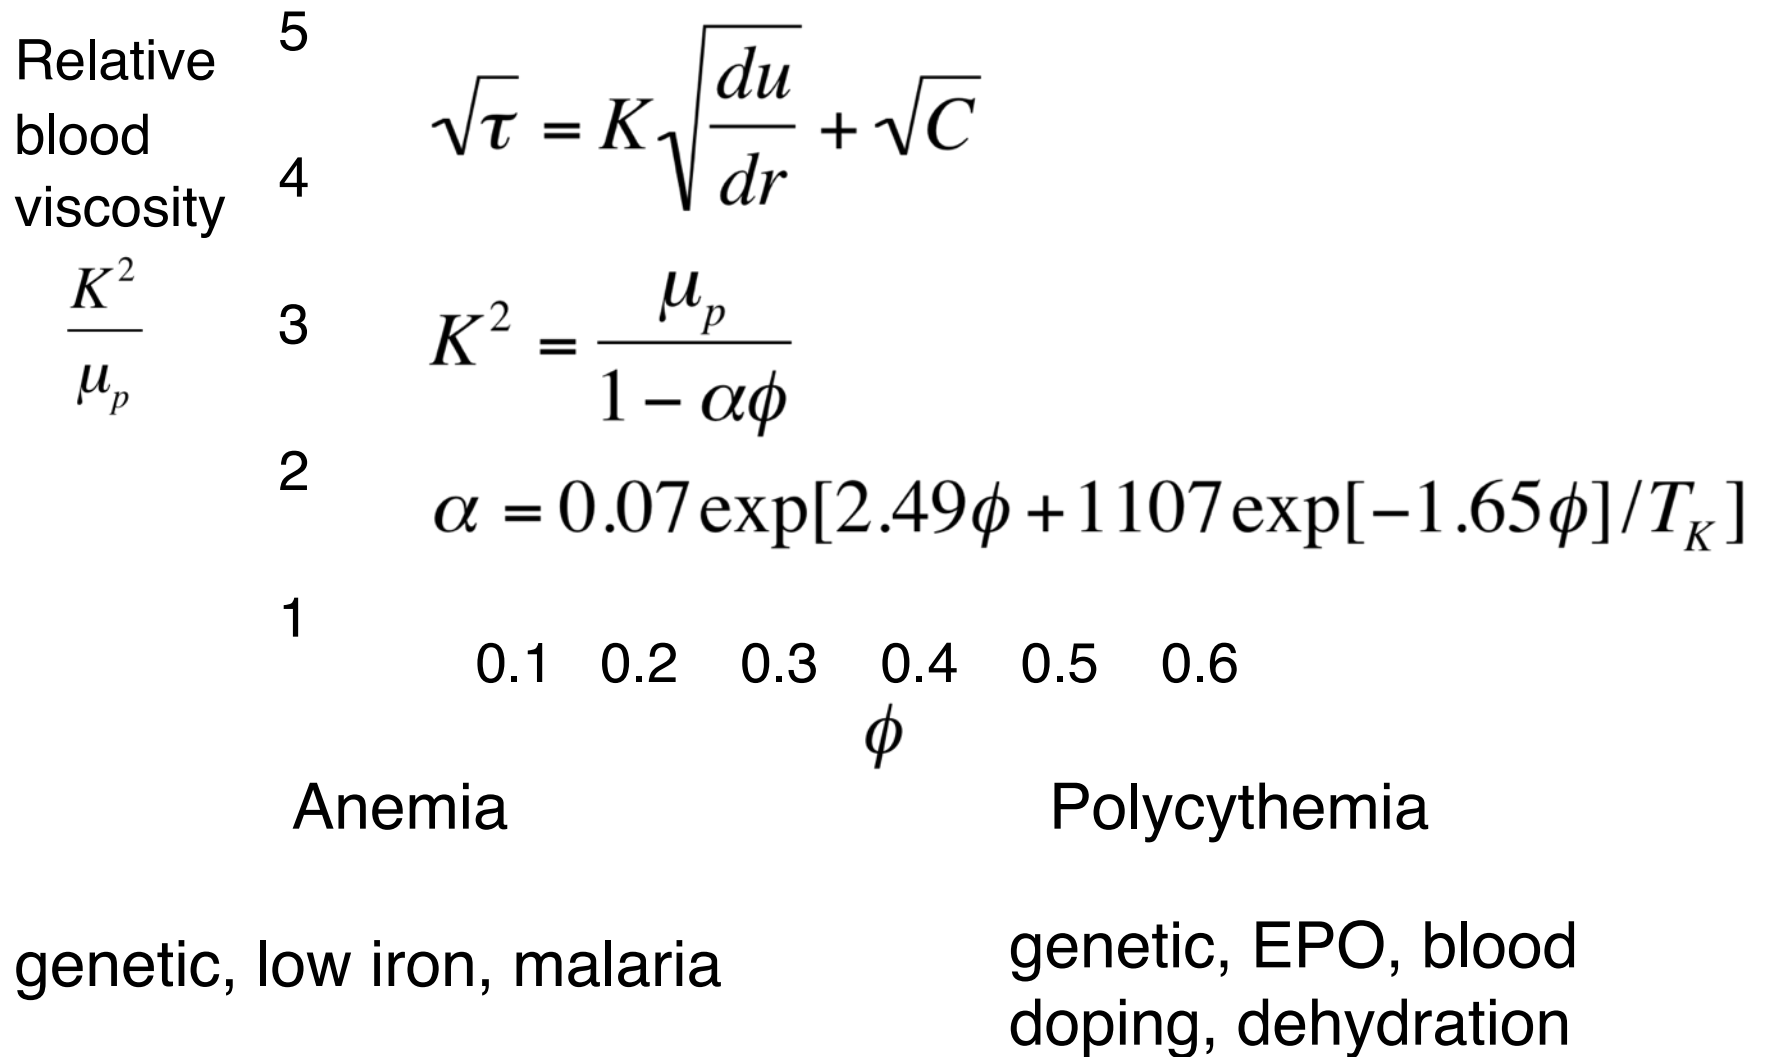 Relative
blood
viscosity
K²/μₚ
5
4
3
2
1
√τ = K√(du/dr) + √C
K² = μₚ/(1 − αϕ)
α = 0.07exp[2.49ϕ + 1107exp[−1.65ϕ]/T_K]
0.1 0.2 0.3 0.4 0.5 0.6
ϕ
Anemia
Polycythemia
genetic, low iron, malaria
genetic, EPO, blood
doping, dehydration